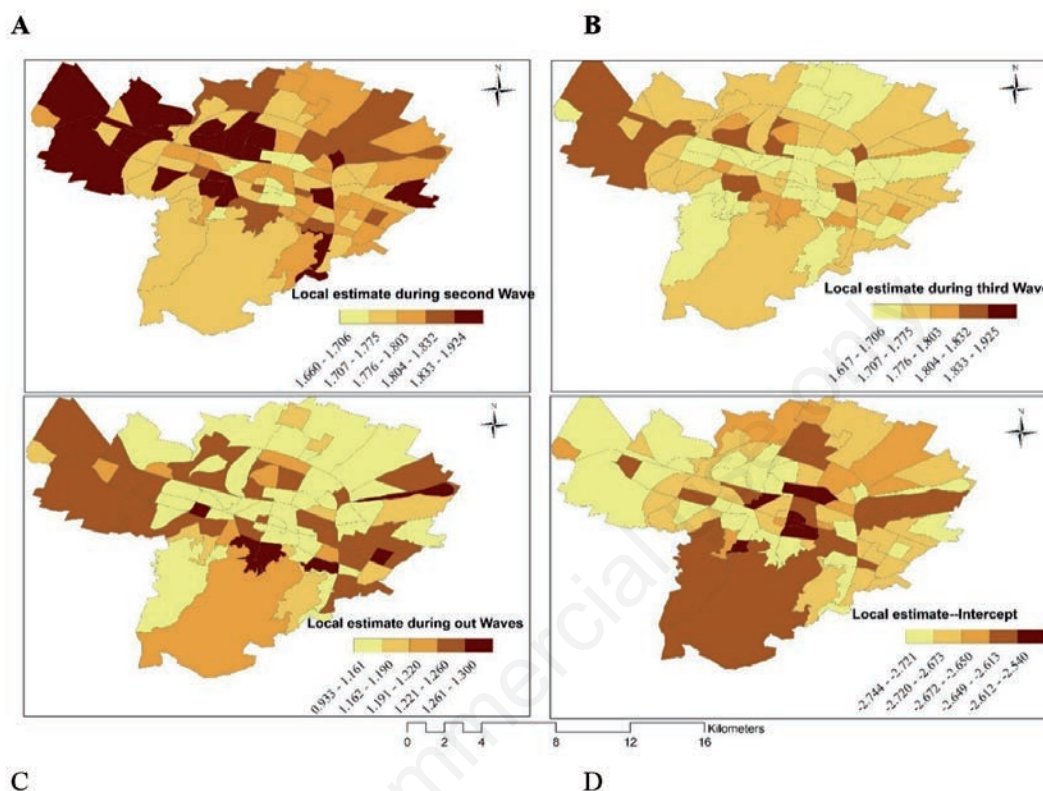 A
B
N
N
Local estimate during second Wave
1.660 - 1.706
1.707 - 1.775
1.776 - 1.803
1.804 - 1.832
1.833 - 1.924
Local estimate during third Wave
1.617 - 1.706
1.707 - 1.775
1.776 - 1.803
1.804 - 1.832
1.833 - 1.925
N
N
Local estimate during out Waves
0.933 - 1.161
1.162 - 1.190
1.191 - 1.220
1.221 - 1.260
1.261 - 1.300
Local estimate--Intercept
-2.744 - -2.721
-2.720 - -2.673
-2.672 - -2.650
-2.649 - -2.613
-2.612 - -2.540
Kilometers
0 2 4 8 12 16
C
D